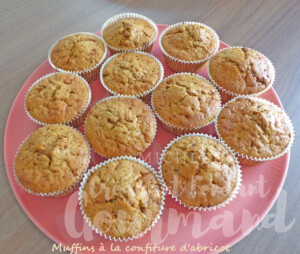 Croquant Fondant
Gourmand
Muffins à la confiture d'abricot